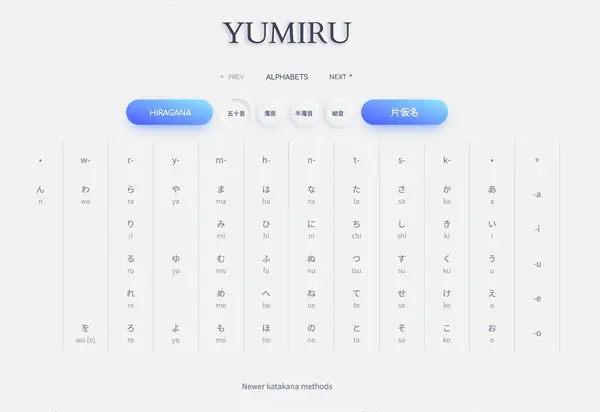 YUMIRU
+ PREV ALPHABETS NEXT +
HIRAGANA 五十音 濁音 半濁音 拗音 片仮名
• w- r- y- m- h- n- t- s- k- • +
ん わ ら や ま は な た さ か あ -a
n wa ra ya ma ha na ta sa ka a
り み ひ に ち し き い -i
ri mi hi ni chi shi ki i
る ゆ む ふ ぬ つ す く う -u
ru yu mu fu nu tsu su ku u
れ め へ ね て せ け え -e
re me he ne te se ke e
を ろ よ も ほ の と そ こ お -o
wo (o) ro yo mo ho no to so ko o
Newer katakana methods